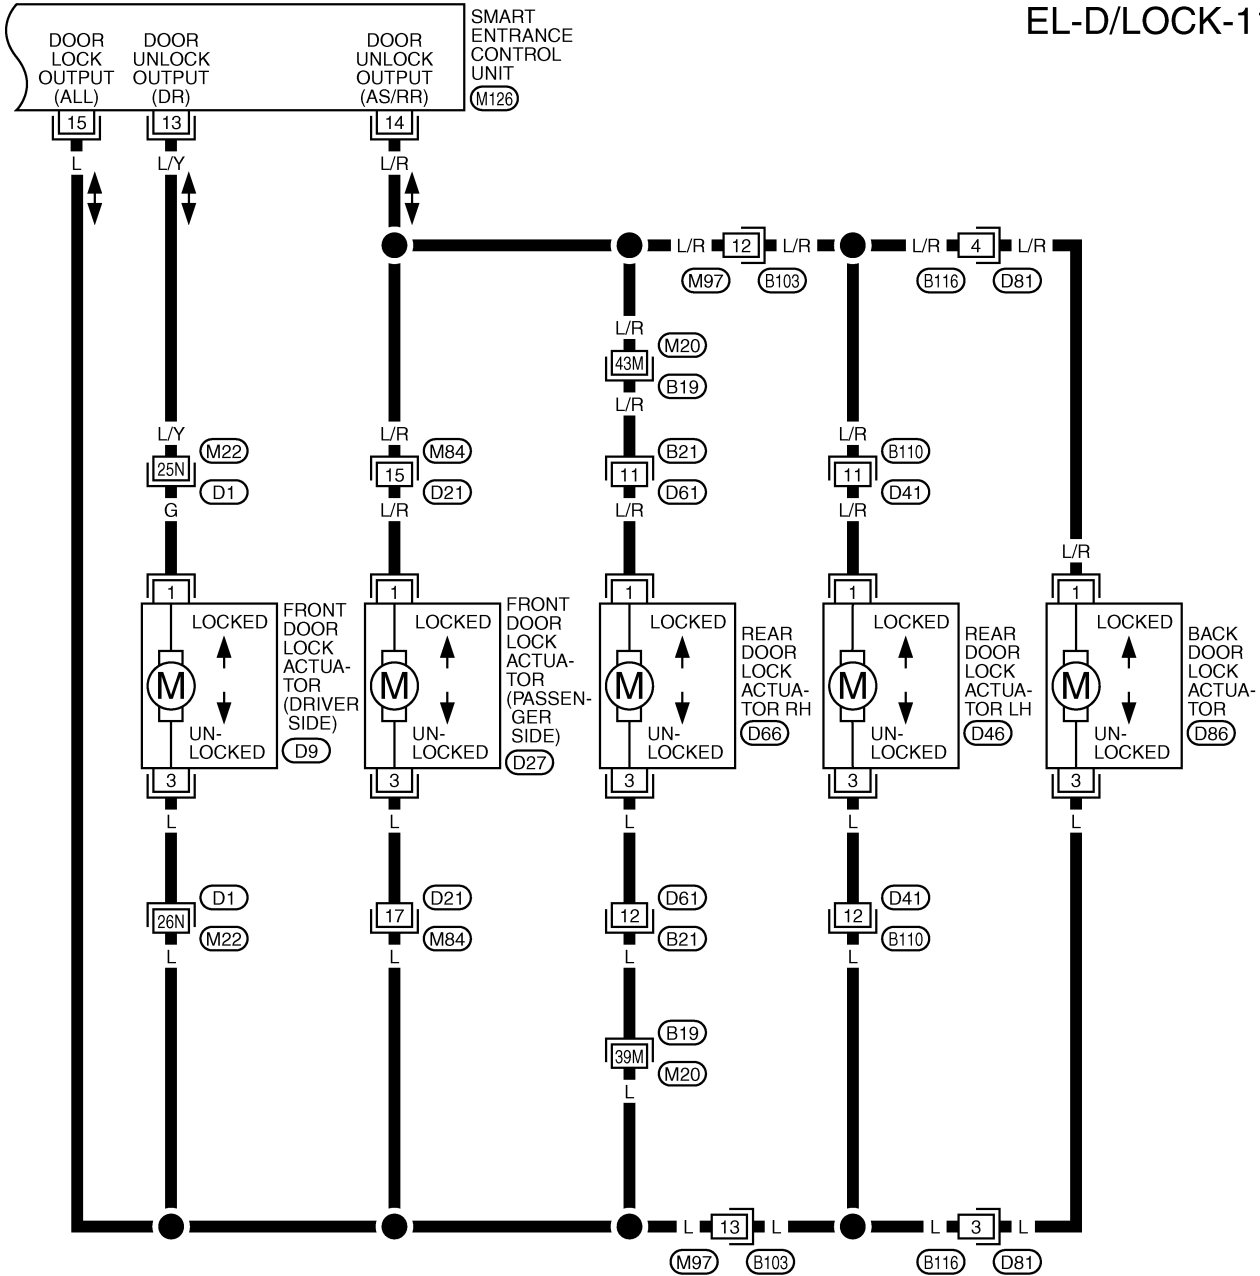 EL-D/LOCK-1
SMART
ENTRANCE
CONTROL
UNIT
M126
DOOR
LOCK
OUTPUT
(ALL)
DOOR
UNLOCK
OUTPUT
(DR)
DOOR
UNLOCK
OUTPUT
(AS/RR)
15 13 14
L L/Y L/R
L/R 12 L/R L/R 4 L/R
M97 B103 B116 D81
L/R
43M
M20
B19
L/R
L/Y L/R L/R
25N
M22
D1
15
M84
D21
11
B21
D61
11
B110
D41
G L/R L/R L/R
L/R
1 1 1 1 1
LOCKED
M
UN-
LOCKED
FRONT
DOOR
LOCK
ACTUA-
TOR
(DRIVER
SIDE)
D9
LOCKED
M
UN-
LOCKED
FRONT
DOOR
LOCK
ACTUA-
TOR
(PASSEN-
GER
SIDE)
D27
LOCKED
M
UN-
LOCKED
REAR
DOOR
LOCK
ACTUA-
TOR RH
D66
LOCKED
M
UN-
LOCKED
REAR
DOOR
LOCK
ACTUA-
TOR LH
D46
LOCKED
M
UN-
LOCKED
BACK
DOOR
LOCK
ACTUA-
TOR
D86
3 3 3 3 3
L L L L L
26N
D1
M22
17
D21
M84
12
D61
B21
12
D41
B110
L L L L
39M
B19
M20
L
L 13 L L 3 L
M97 B103 B116 D81